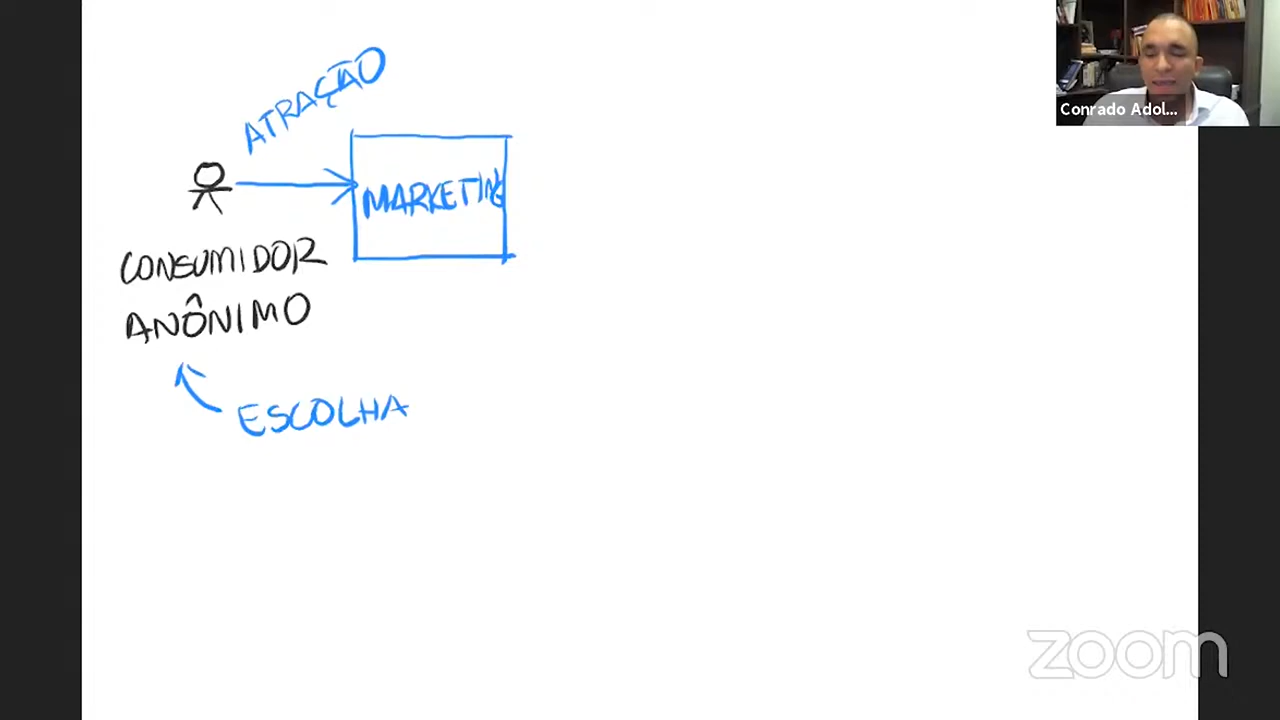 ATRAÇÃO
Conrado Adol...
MARKETING
CONSUMIDOR
ANÔNIMO
ESCOLHA
zoom